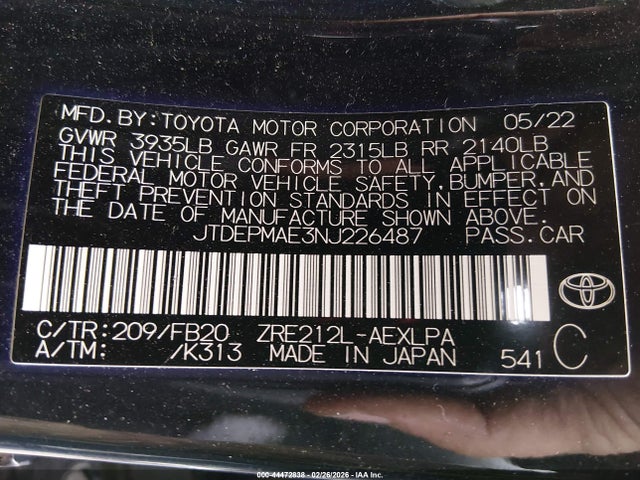 MFD. BY: TOYOTA MOTOR CORPORATION 05/22
GVWR 3935LB GAWR FR 2315LB RR 2140LB
THIS VEHICLE CONFORMS TO ALL APPLICABLE
FEDERAL MOTOR VEHICLE SAFETY, BUMPER, AND
THEFT PREVENTION STANDARDS IN EFFECT ON
THE DATE OF MANUFACTURE SHOWN ABOVE.
JTDEPMAE3NJ226487 PASS. CAR
C/TR: 209/FB20 ZRE212L-AEXLPA
A/TM: /K313 MADE IN JAPAN 541 C
00-44472838 - 02/26/2026 - IAA Inc.